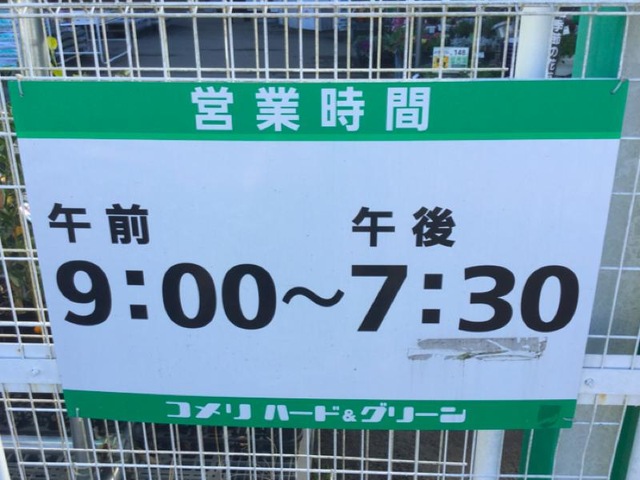 営業時間
午前 午後
9:00～7:30
コメリ ハード&グリーン